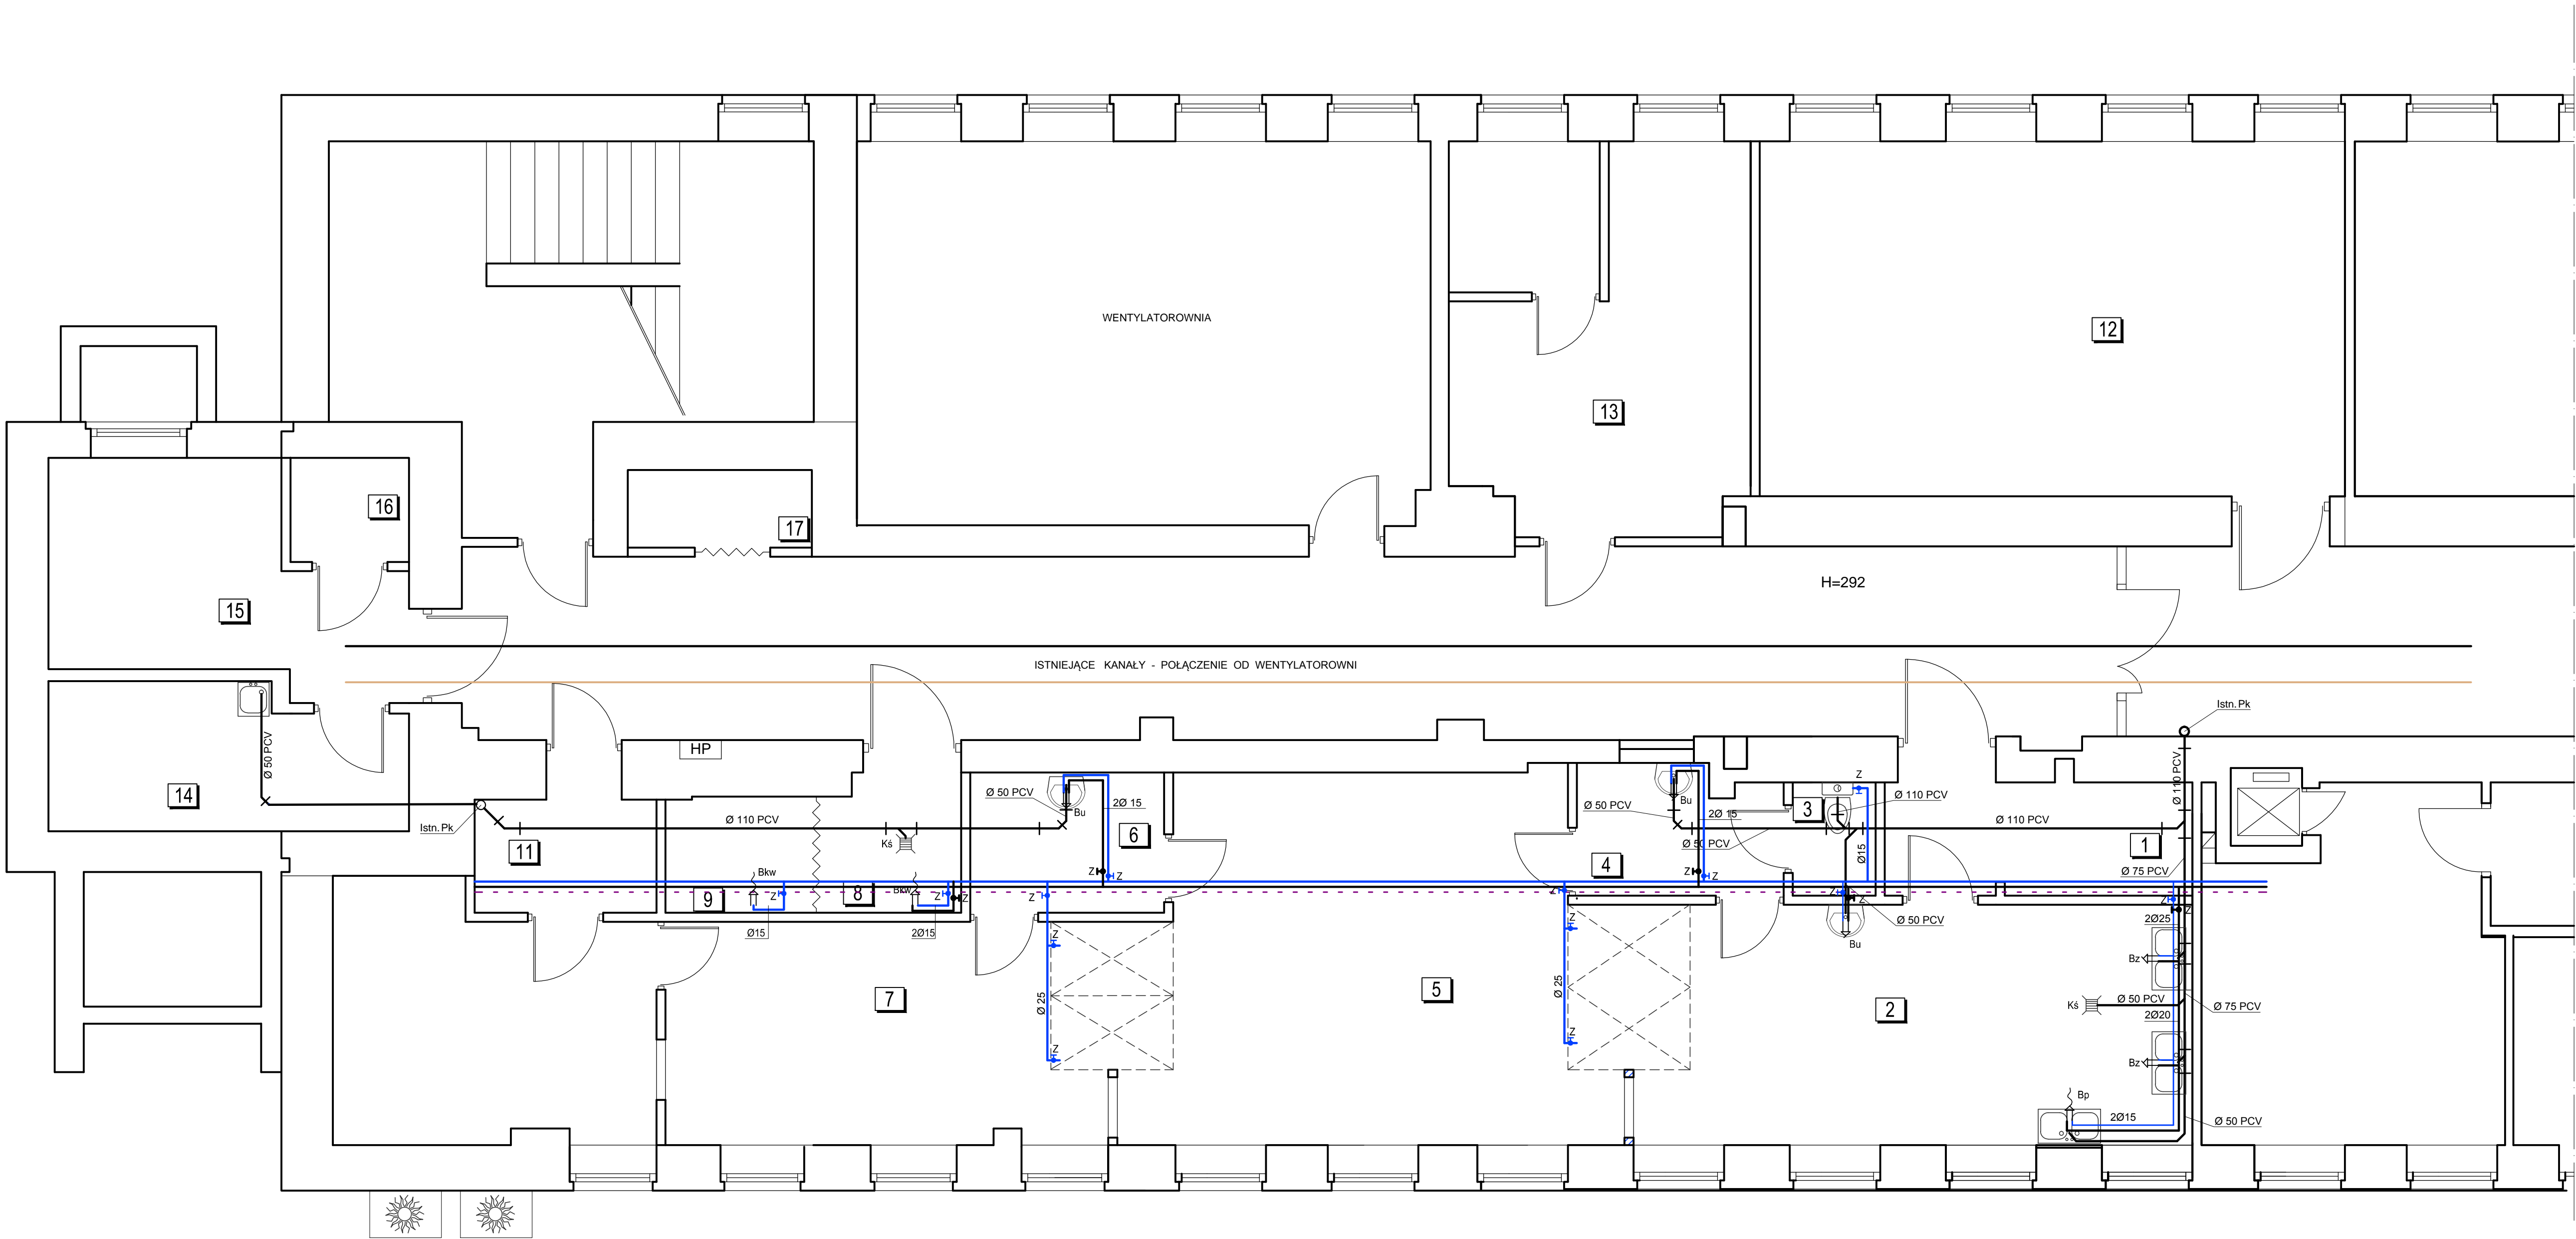 WENTYLATOROWNIA
12
13
16
17
H=292
15
ISTNIEJĄCE KANAŁY - POŁĄCZENIE OD WENTYLATOROWNI
Istn. Pk
HP
Ø 50 PCV
Ø 110 PCV
14
Z
Ø 50 PCV
Bu
2Ø 15
Ø 50 PCV
Bu
2Ø 15
3
Ø 110 PCV
Istn. Pk
Ø 110 PCV
6
Ø 110 PCV
Kś
Ø 50 PCV
1
11
4
Ø15
Ø 75 PCV
Bkw
Z
Z
Z
Z
9
Z
8
Bkw
Z
Z
Z
Z
Z
Z
Z
Z
Z
Ø15
2Ø15
Z
Z
Ø 50 PCV
2Ø25
Bu
Bz
7
Ø 25
5
Ø 25
2
Kś
Ø 50 PCV
Ø 75 PCV
2Ø20
Z
Z
Bz
Bp
2Ø15
Ø 50 PCV